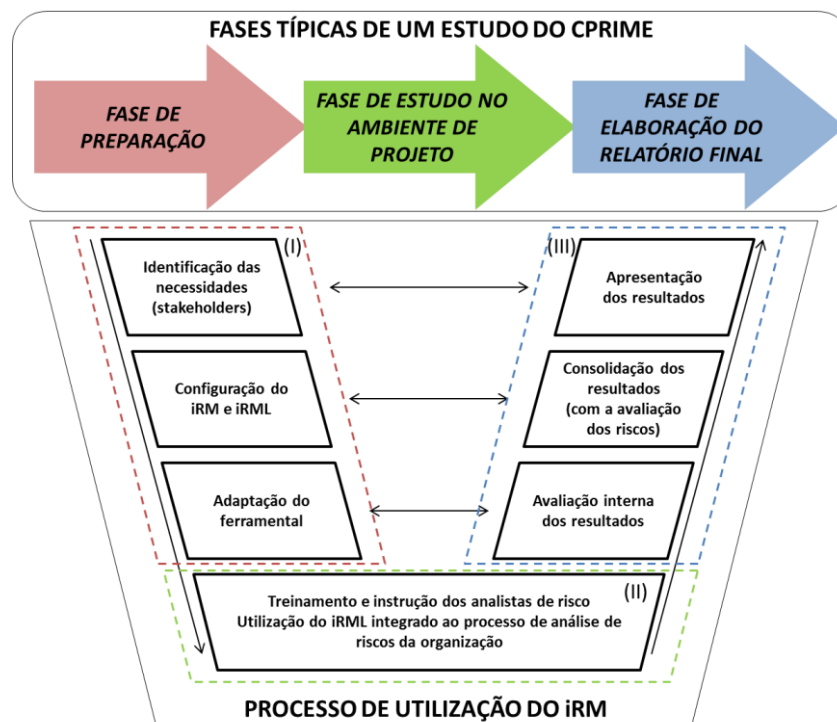 FASES TÍPICAS DE UM ESTUDO DO CPRIME
FASE DE
PREPARAÇÃO
FASE DE ESTUDO NO
AMBIENTE DE
PROJETO
FASE DE
ELABORAÇÃO DO
RELATÓRIO FINAL
(I)
Identificação das
necessidades
(stakeholders)
Configuração do
iRM e iRML
Adaptação do
ferramental
(III)
Apresentação
dos resultados
Consolidação dos
resultados
(com a avaliação
dos riscos)
Avaliação interna
dos resultados
(II)
Treinamento e instrução dos analistas de risco
Utilização do iRML integrado ao processo de análise de
riscos da organização
PROCESSO DE UTILIZAÇÃO DO iRM